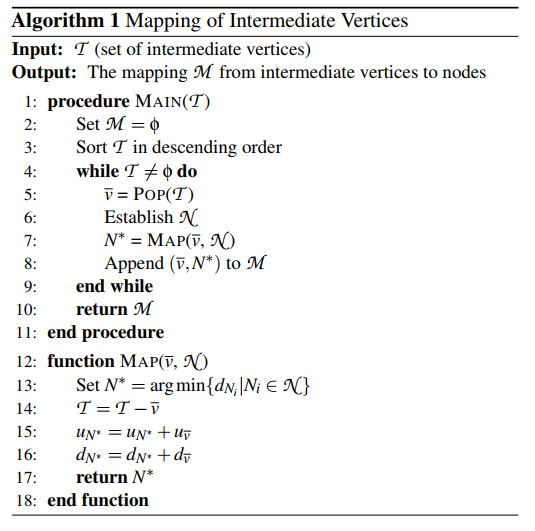 Algorithm 1 Mapping of Intermediate Vertices
Input: 𝒯 (set of intermediate vertices)
Output: The mapping ℳ from intermediate vertices to nodes
1: procedure MAIN(𝒯)
2: Set ℳ = ϕ
3: Sort 𝒯 in descending order
4: while 𝒯 ≠ ϕ do
5: v̅ = POP(𝒯)
6: Establish 𝒩
7: N* = MAP(v̅, 𝒩)
8: Append (v̅, N*) to ℳ
9: end while
10: return ℳ
11: end procedure
12: function MAP(v̅, 𝒩)
13: Set N* = arg min{d_{N_i}|N_i ∈ 𝒩}
14: 𝒯 = 𝒯 − v̅
15: u_{N*} = u_{N*} + u_{v̅}
16: d_{N*} = d_{N*} + d_{v̅}
17: return N*
18: end function